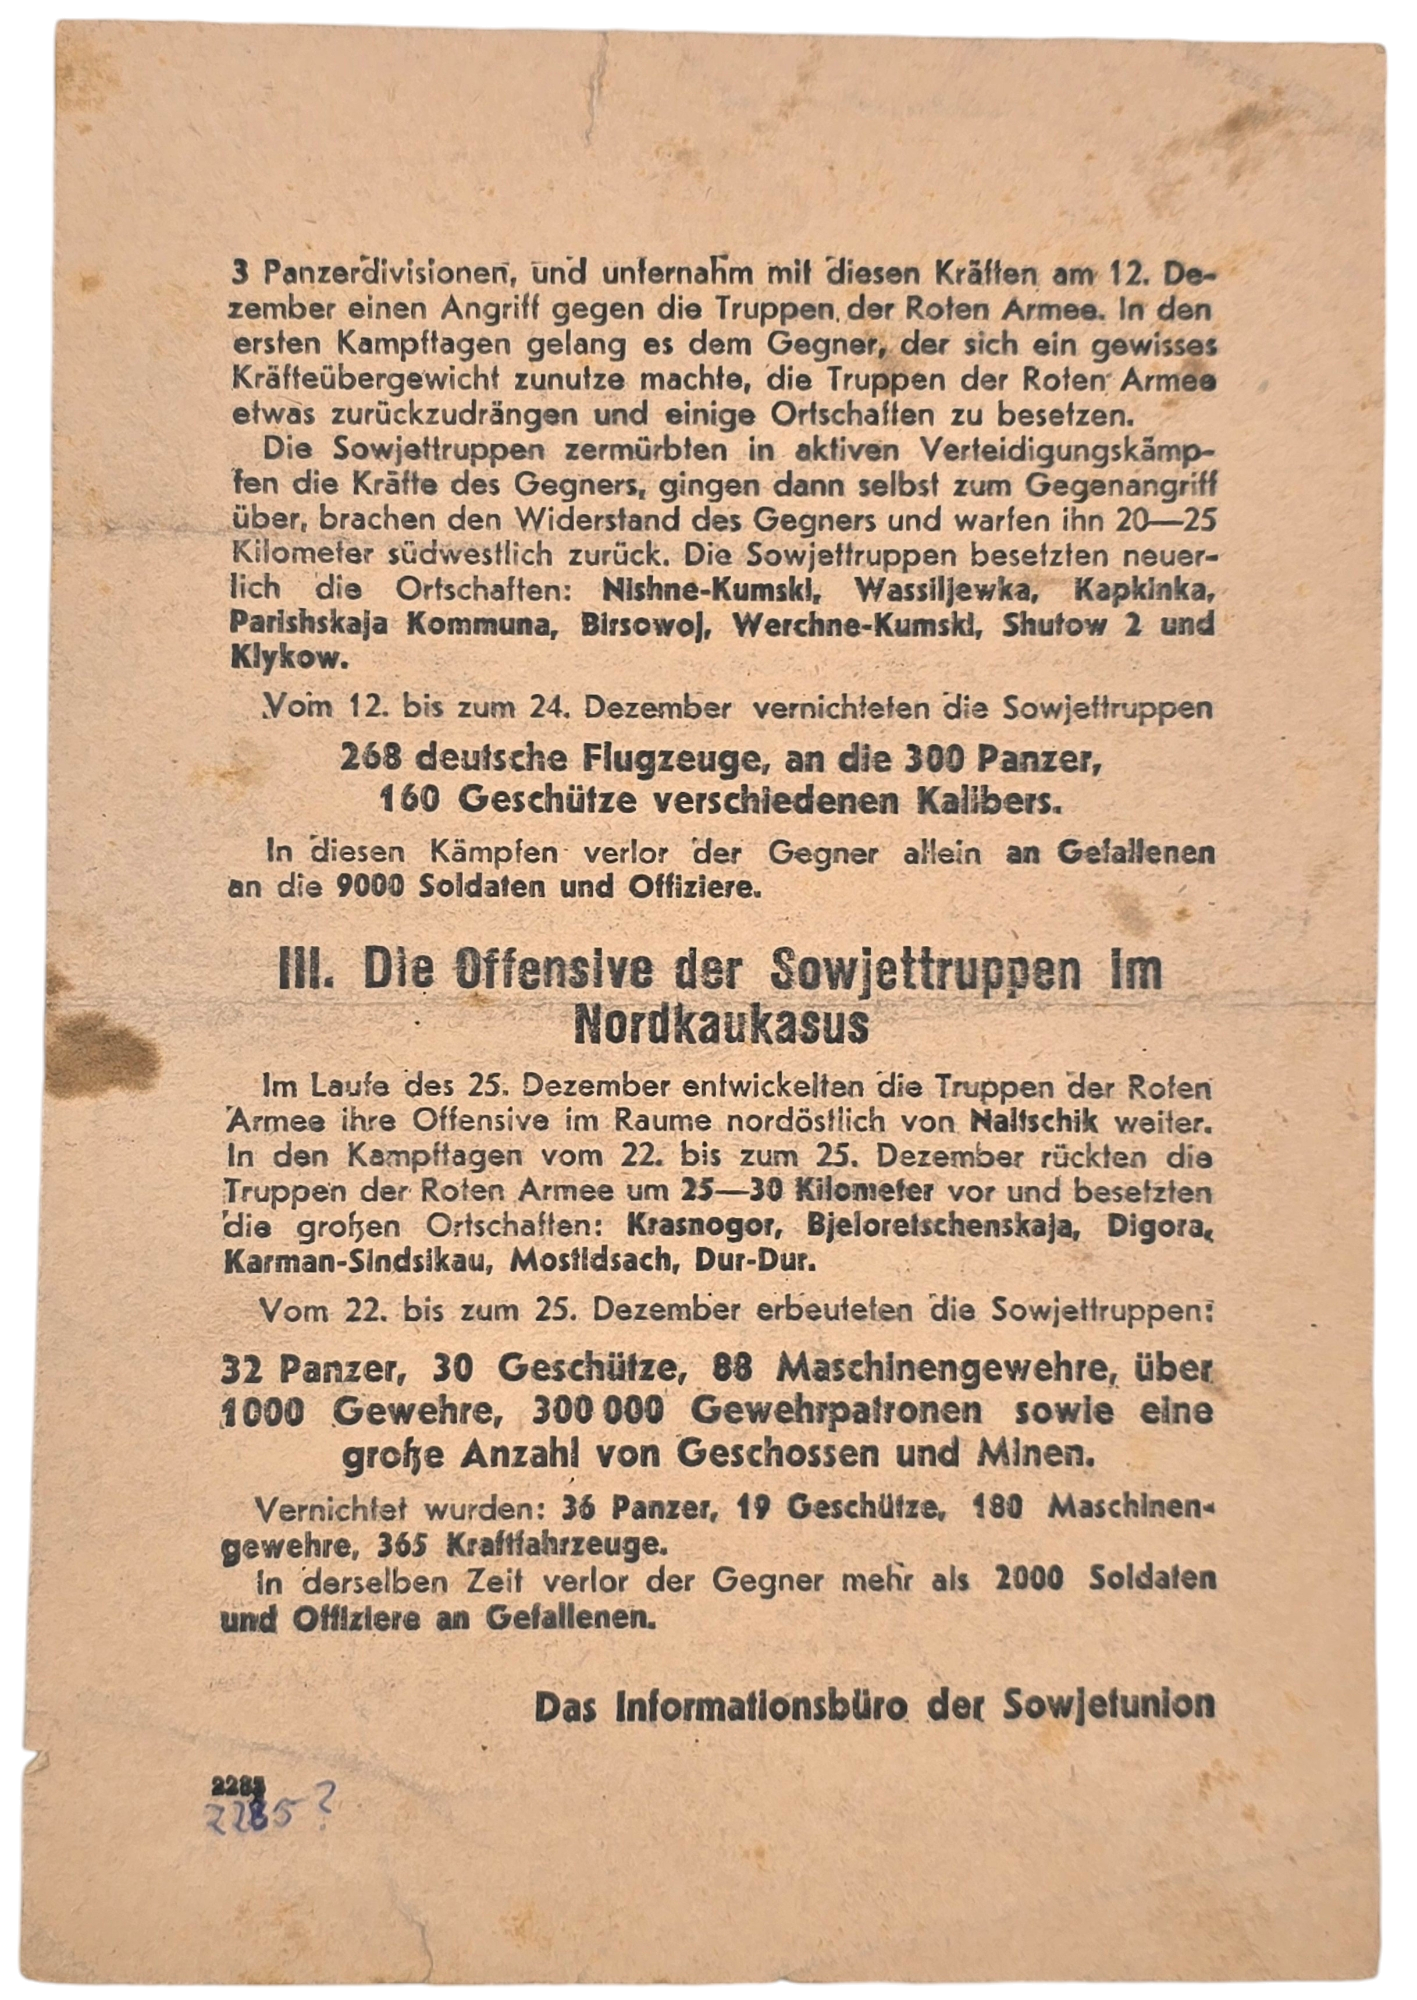 3 Panzerdivisionen, und unternahm mit diesen Kräften am 12. De-
zember einen Angriff gegen die Truppen der Roten Armee. In den
ersten Kampftagen gelang es dem Gegner, der sich ein gewisses
Kräfteübergewicht zunutze machte, die Truppen der Roten Armee
etwas zurückzudrängen und einige Ortschaften zu besetzen.
Die Sowjettruppen zermürbten in aktiven Verteidigungskämp-
fen die Kräfte des Gegners, gingen dann selbst zum Gegenangriff
über, brachen den Widerstand des Gegners und warfen ihn 20—25
Kilometer südwestlich zurück. Die Sowjettruppen besetzten neuer-
lich die Ortschaften: Nishne-Kumski, Wassiljewka, Kapkinka,
Parishskaja Kommuna, Birsowoj, Werchne-Kumski, Shutow 2 und
Klykow.
Vom 12. bis zum 24. Dezember vernichteten die Sowjettruppen
268 deutsche Flugzeuge, an die 300 Panzer,
160 Geschütze verschiedenen Kalibers.
In diesen Kämpfen verlor der Gegner allein an Gefallenen
an die 9000 Soldaten und Offiziere.
III. Die Offensive der Sowjettruppen im
Nordkaukasus
Im Laufe des 25. Dezember entwickelten die Truppen der Roten
Armee ihre Offensive im Raume nordöstlich von Naltschik weiter.
In den Kampftagen vom 22. bis zum 25. Dezember rückten die
Truppen der Roten Armee um 25—30 Kilometer vor und besetzten
die großen Ortschaften: Krasnogor, Bjeloretschenskaja, Digora,
Karman-Sindsikau, Mostidsach, Dur-Dur.
Vom 22. bis zum 25. Dezember erbeuteten die Sowjettruppen:
32 Panzer, 30 Geschütze, 88 Maschinengewehre, über
1000 Gewehre, 300 000 Gewehrpatronen sowie eine
große Anzahl von Geschossen und Minen.
Vernichtet wurden: 36 Panzer, 19 Geschütze, 180 Maschinen-
gewehre, 365 Kraftfahrzeuge.
In derselben Zeit verlor der Gegner mehr als 2000 Soldaten
und Offiziere an Gefallenen.
Das Informationsbüro der Sowjetunion
2285
2285?